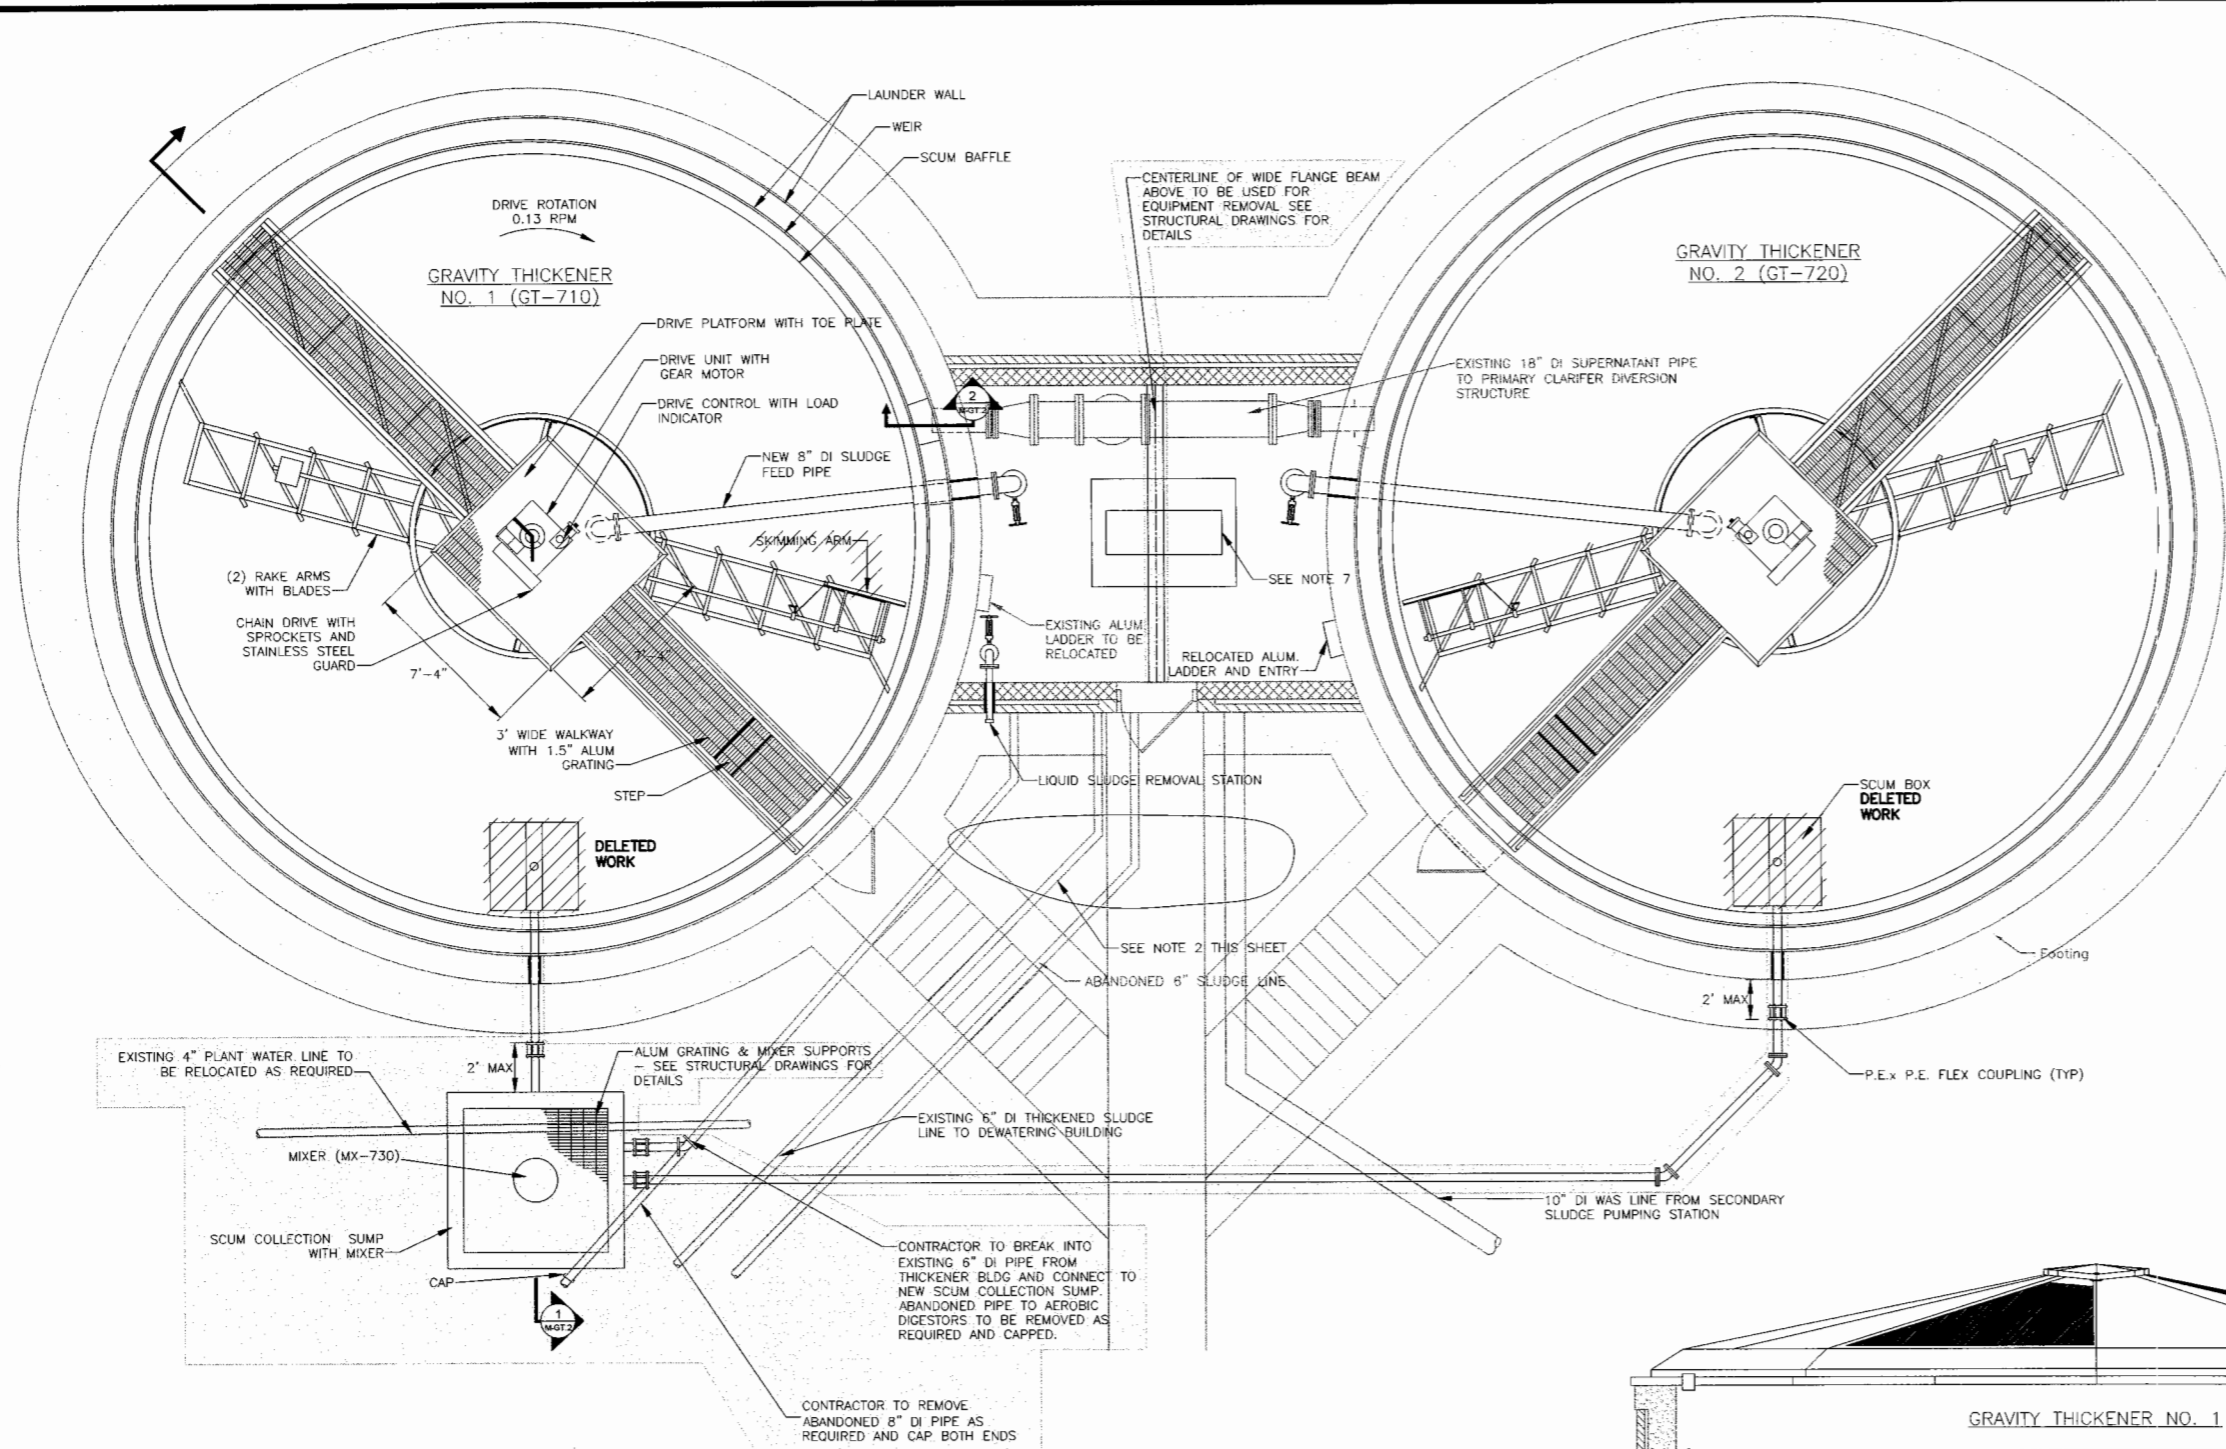 LAUNDER WALL
WEIR
SCUM BAFFLE
DRIVE ROTATION
0.13 RPM
GRAVITY THICKENER
NO. 1 (GT-710)
DRIVE PLATFORM WITH TOE PLATE
DRIVE UNIT WITH
GEAR MOTOR
DRIVE CONTROL WITH LOAD
INDICATOR
NEW 8" DI SLUDGE
FEED PIPE
SKIMMING ARM
(2) RAKE ARMS
WITH BLADES
CHAIN DRIVE WITH
SPROCKETS AND
STAINLESS STEEL
GUARD
7'-4"
7'-4"
3' WIDE WALKWAY
WITH 1.5" ALUM
GRATING
STEP
DELETED
WORK
CENTERLINE OF WIDE FLANGE BEAM
ABOVE TO BE USED FOR
EQUIPMENT REMOVAL SEE
STRUCTURAL DRAWINGS FOR
DETAILS
2
M-GT.2
EXISTING 18" DI SUPERNATANT PIPE
TO PRIMARY CLARIFER DIVERSION
STRUCTURE
SEE NOTE 7
EXISTING ALUM.
LADDER TO BE
RELOCATED
RELOCATED ALUM.
LADDER AND ENTRY
LIQUID SLUDGE REMOVAL STATION
GRAVITY THICKENER
NO. 2 (GT-720)
SCUM BOX
DELETED
WORK
SEE NOTE 2 THIS SHEET
ABANDONED 6" SLUDGE LINE
Footing
2' MAX
P.E.x P.E. FLEX COUPLING (TYP)
EXISTING 4" PLANT WATER LINE TO
BE RELOCATED AS REQUIRED
2' MAX
ALUM GRATING & MIXER SUPPORTS
- SEE STRUCTURAL DRAWINGS FOR
DETAILS
EXISTING 6" DI THICKENED SLUDGE
LINE TO DEWATERING BUILDING
MIXER (MX-730)
SCUM COLLECTION SUMP
WITH MIXER
CAP
1
M-GT.2
10" DI WAS LINE FROM SECONDARY
SLUDGE PUMPING STATION
CONTRACTOR TO BREAK INTO
EXISTING 6" DI PIPE FROM
THICKENER BLDG AND CONNECT TO
NEW SCUM COLLECTION SUMP.
ABANDONED PIPE TO AEROBIC
DIGESTORS TO BE REMOVED AS
REQUIRED AND CAPPED.
CONTRACTOR TO REMOVE
ABANDONED 8" DI PIPE AS
REQUIRED AND CAP BOTH ENDS
GRAVITY THICKENER NO. 1